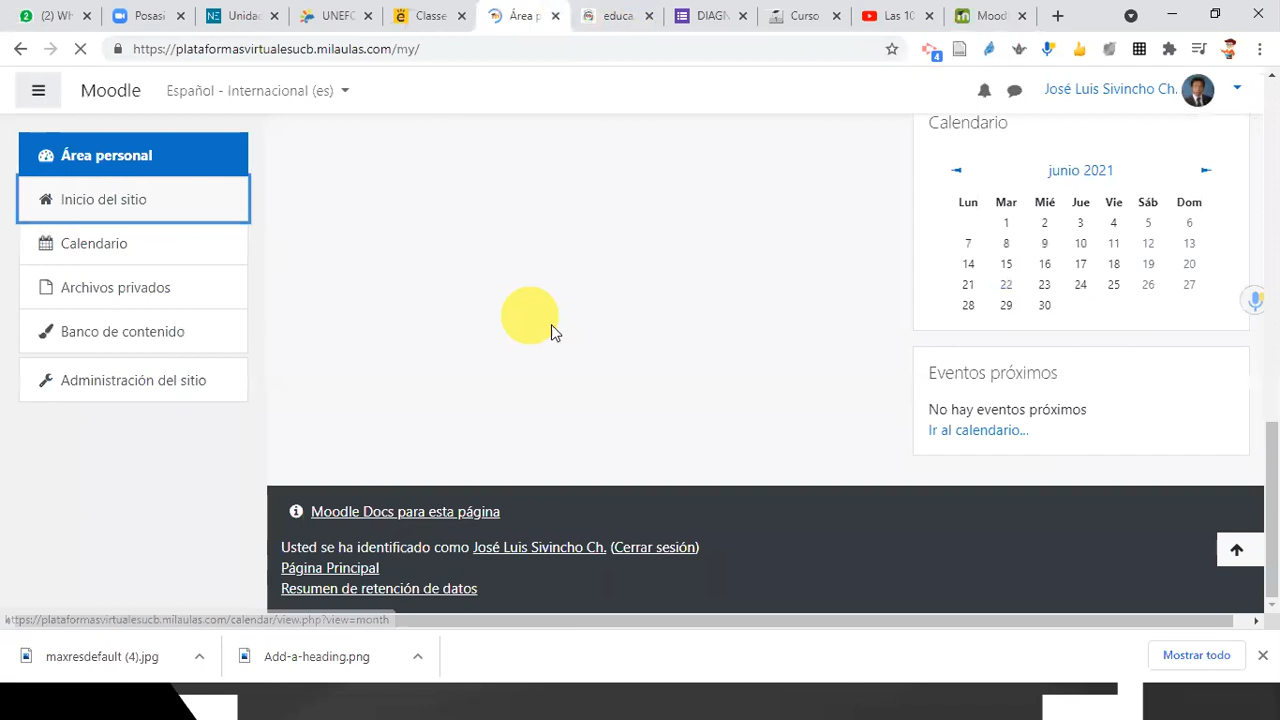 (2) Wh
Posasi
Unidad
UNEFC
Classe
Área p
educa.
DIAGN
Curso
Las 10
Mood
https://plataformasvirtualesucb.milaulas.com/my/
4
Moodle
Español - Internacional (es)
José Luis Sivincho Ch.
Área personal
Inicio del sitio
Calendario
Archivos privados
Banco de contenido
Administración del sitio
Calendario
◄ junio 2021 ►
Lun Mar Mié Jue Vie Sáb Dom
1 2 3 4 5 6
7 8 9 10 11 12 13
14 15 16 17 18 19 20
21 22 23 24 25 26 27
28 29 30
Eventos próximos
No hay eventos próximos
Ir al calendario...
Moodle Docs para esta página
Usted se ha identificado como José Luis Sivincho Ch. (Cerrar sesión)
Página Principal
Resumen de retención de datos
https://plataformasvirtualesucb.milaulas.com/calendar/view.php?view=month
maxresdefault (4).jpg
Add-a-heading.png
Mostrar todo